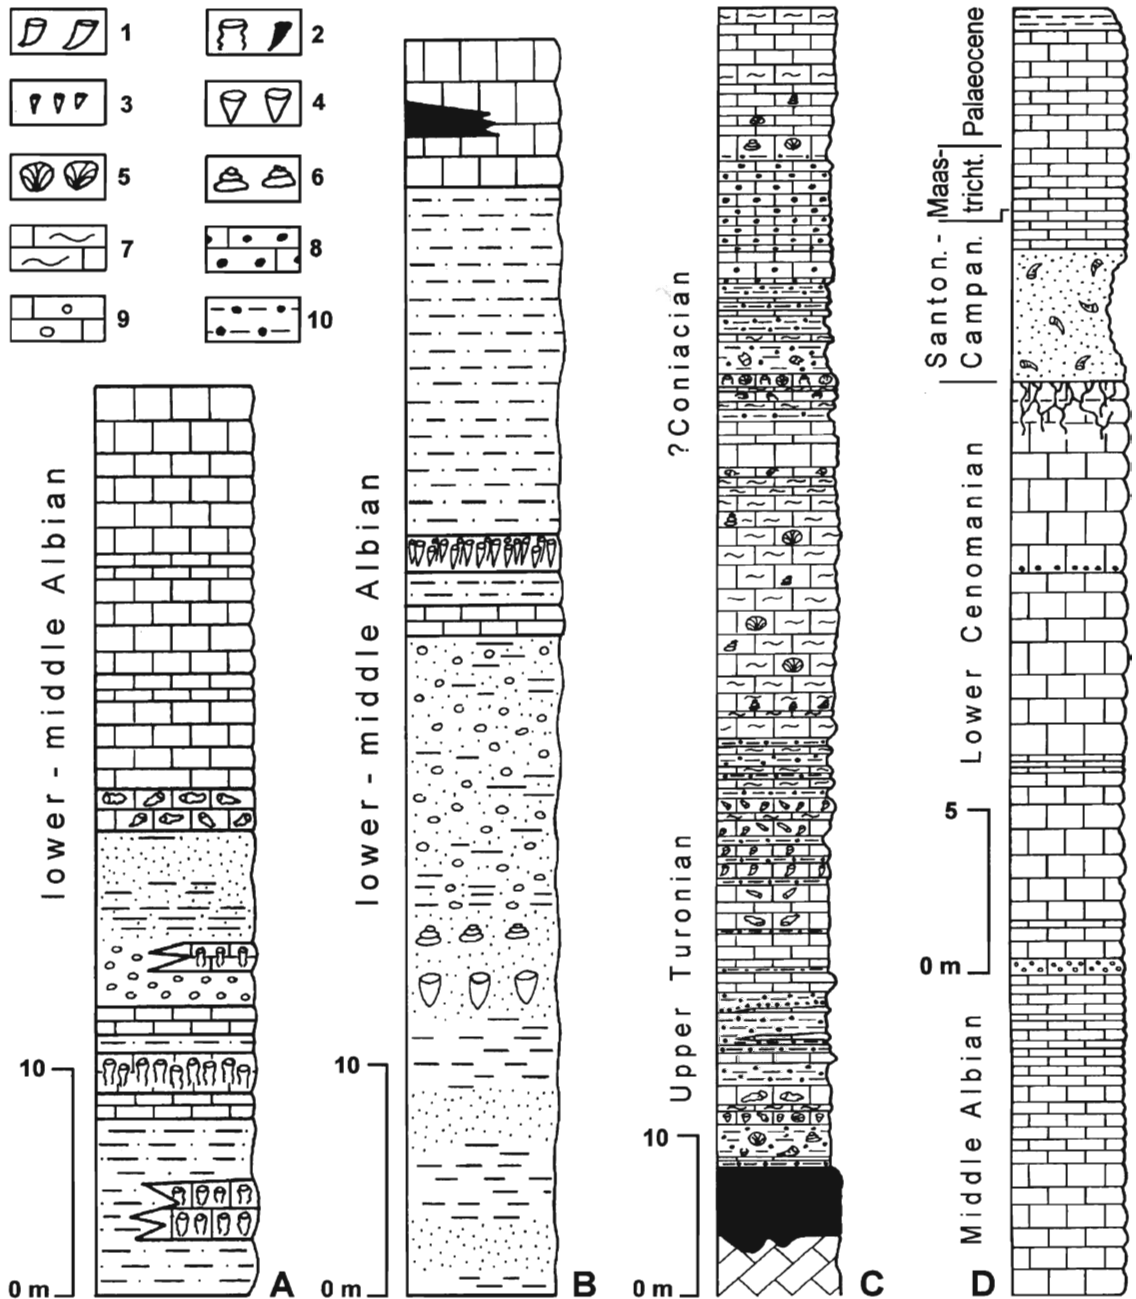 1
2
3
4
5
6
7
8
9
10
lower - middle Albian
10
0 m
A
lower - middle Albian
10
0 m
B
?Coniacian
Upper Turonian
10
0 m
C
Palaeocene
Maas-
tricht.
Santon. -
Campan.
Lower Cenomanian
5
0 m
Middle Albian
D